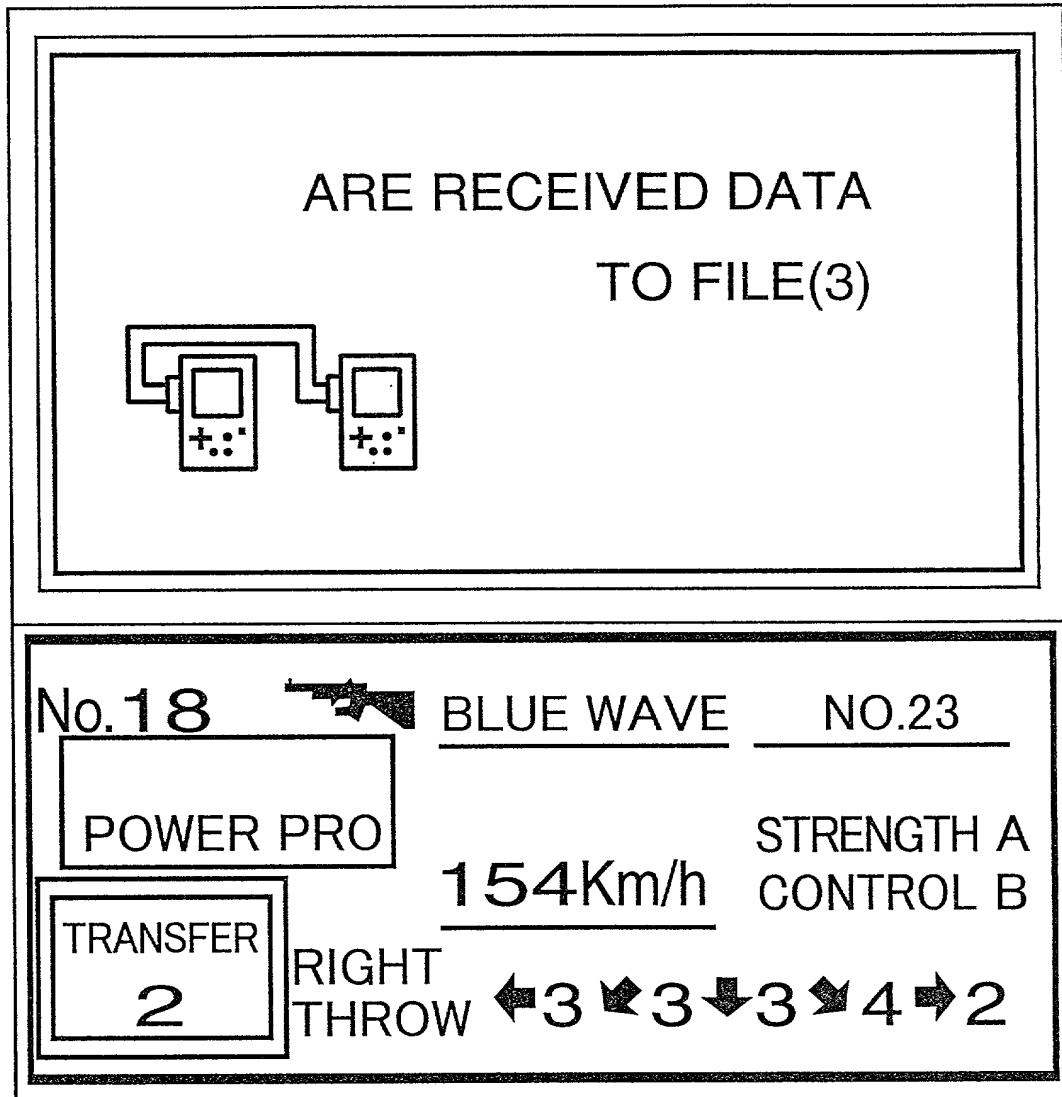 ARE RECEIVED DATA
TO FILE(3)
No.18 BLUE WAVE NO.23
POWER PRO
154Km/h
STRENGTH A
CONTROL B
TRANSFER
2
RIGHT
THROW
←3 ↙3 ↓3 ↘4 →2